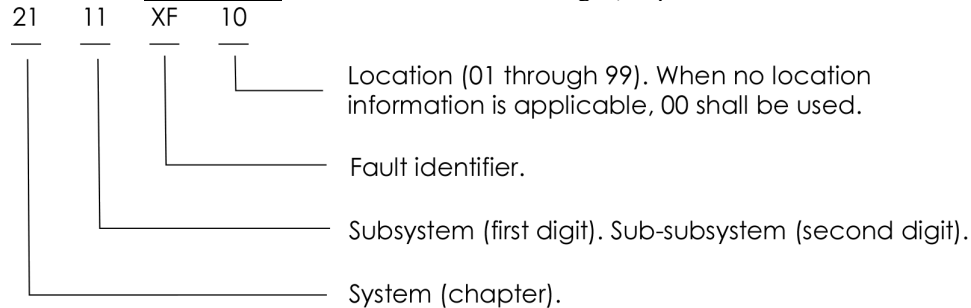 21 11 XF 10
Location (01 through 99). When no location
information is applicable, 00 shall be used.
Fault identifier.
Subsystem (first digit). Sub-subsystem (second digit).
System (chapter).